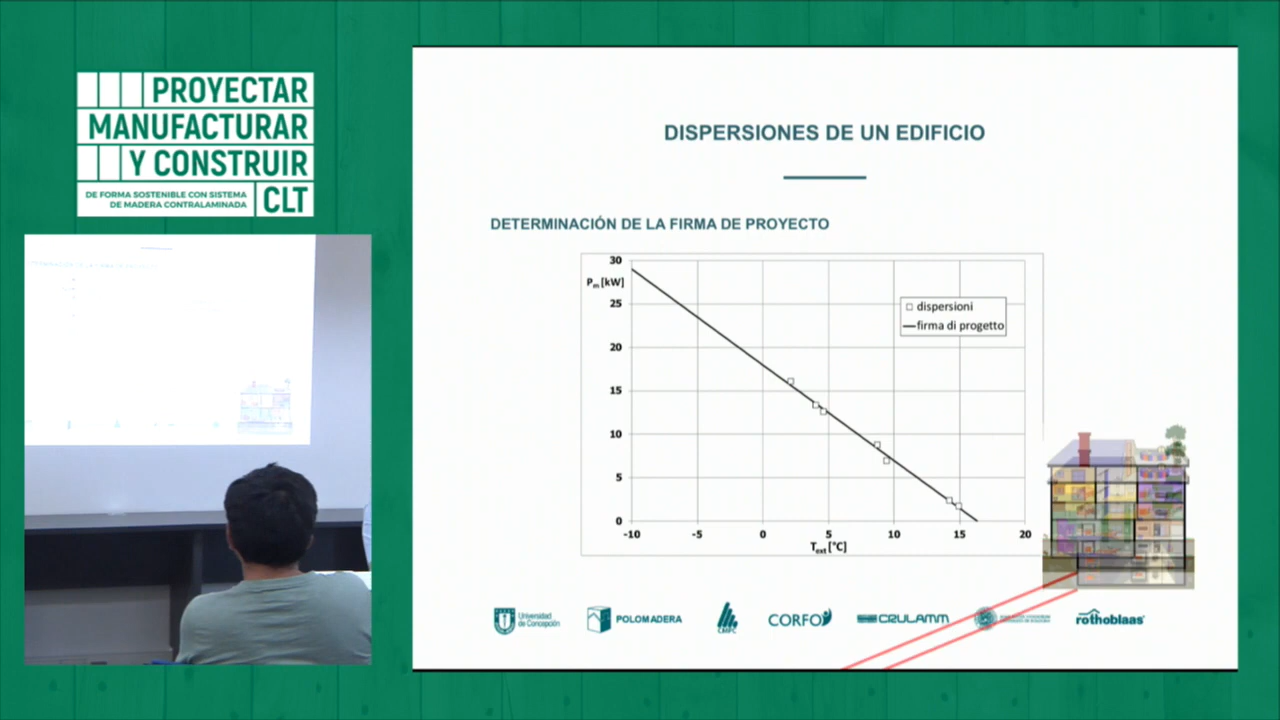 PROYECTAR
MANUFACTURAR
Y CONSTRUIR
DE FORMA SOSTENIBLE CON SISTEMA
DE MADERA CONTRALAMINADA
CLT
DISPERSIONES DE UN EDIFICIO
DETERMINACIÓN DE LA FIRMA DE PROYECTO
Pm [kW]
30
25
20
15
10
5
0
-10 -5 0 5 10 15 20
Text [°C]
dispersioni
firma di progetto
Universidad
de Concepción
POLOMADERA
CMPC
CORFO
CRULAMM
rothoblaas